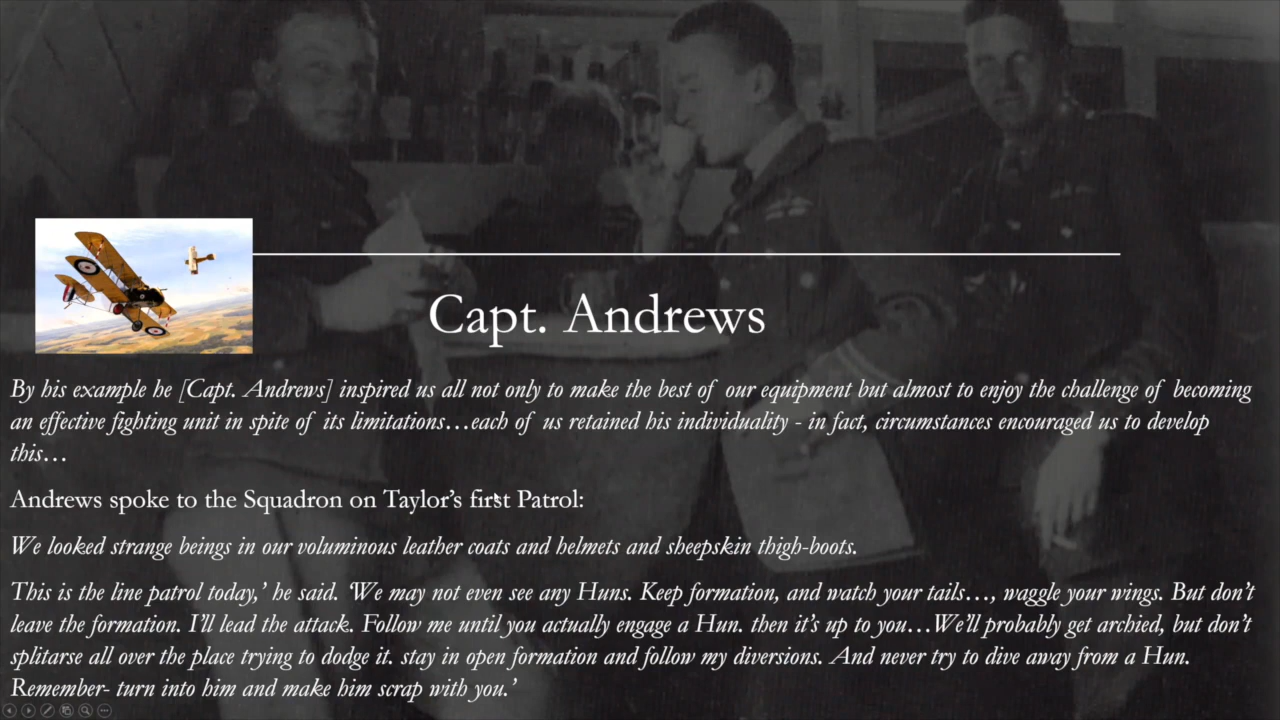 Capt. Andrews
By his example he [Capt. Andrews] inspired us all not only to make the best of our equipment but almost to enjoy the challenge of becoming
an effective fighting unit in spite of its limitations…each of us retained his individuality - in fact, circumstances encouraged us to develop
this…
Andrews spoke to the Squadron on Taylor’s first Patrol:
We looked strange beings in our voluminous leather coats and helmets and sheepskin thigh-boots.
This is the line patrol today,’ he said. ‘We may not even see any Huns. Keep formation, and watch your tails…, waggle your wings. But don’t
leave the formation. I’ll lead the attack. Follow me until you actually engage a Hun. then it’s up to you…We’ll probably get archied, but don’t
splitarse all over the place trying to dodge it. stay in open formation and follow my diversions. And never try to dive away from a Hun.
Remember- turn into him and make him scrap with you.’